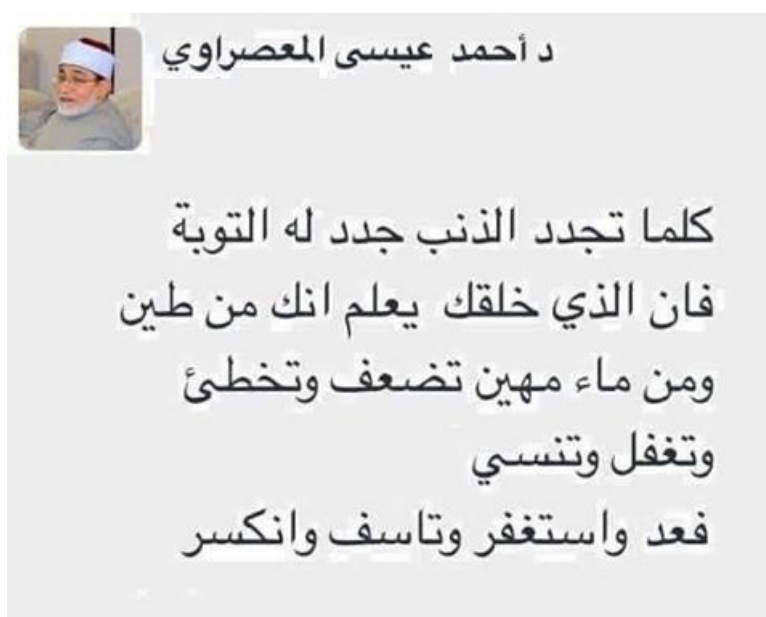 د أحمد عيسى المعصراوي
كلما تجدد الذنب جدد له التوبة
فان الذي خلقك يعلم انك من طين
ومن ماء مهين تضعف وتخطئ
وتغفل وتنسي
فعد واستغفر وتاسف وانكسر